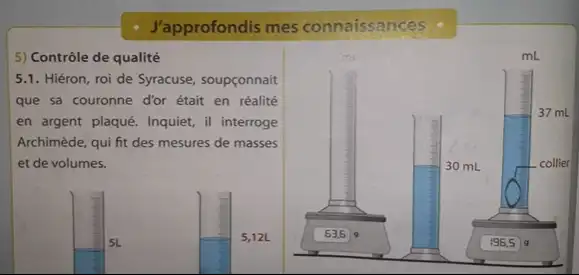 • J'approfondis mes connaissances •
5) Contrôle de qualité
5.1. Hiéron, roi de Syracuse, soupçonnait
que sa couronne d'or était en réalité
en argent plaqué. Inquiet, il interroge
Archimède, qui fit des mesures de masses
et de volumes.
5L
5,12L
mL
37 mL
30 mL
collier
63,6 g
196,5 g